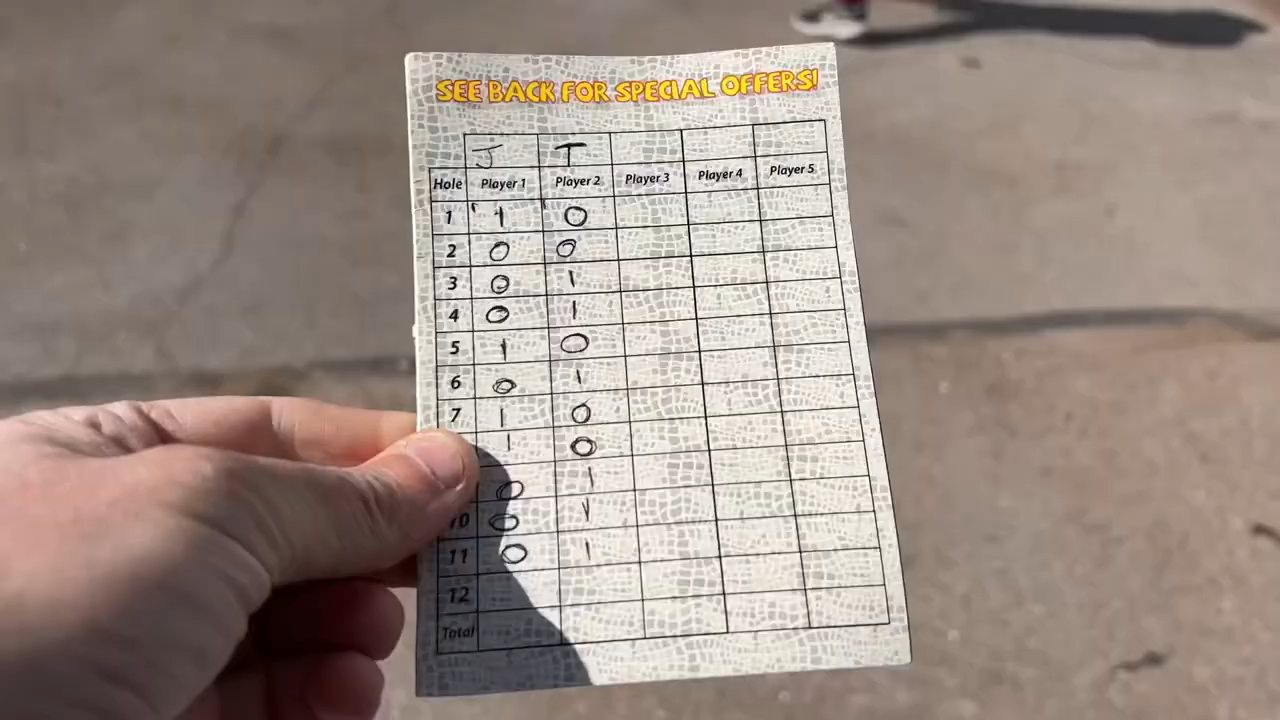 SEE BACK FOR SPECIAL OFFERS!
J T
Hole Player 1 Player 2 Player 3 Player 4 Player 5
1 1 0
2 0 0
3 0 1
4 0 1
5 1 0
6 0 1
7 1 0
1 0
0 1
10 0 1
11 0 1
12
Total